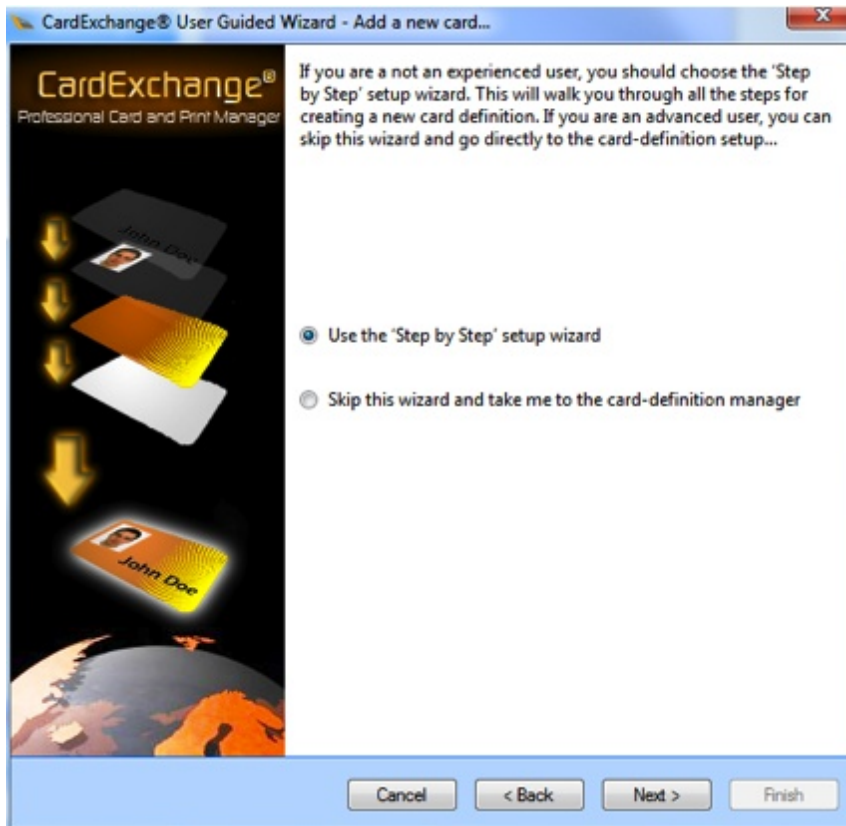 CardExchange® User Guided Wizard - Add a new card...
CardExchange®
Professional Card and Print Manager
If you are a not an experienced user, you should choose the 'Step
by Step' setup wizard. This will walk you through all the steps for
creating a new card definition. If you are an advanced user, you can
skip this wizard and go directly to the card-definition setup...
John Doe
Use the 'Step by Step' setup wizard
Skip this wizard and take me to the card-definition manager
John Doe
Cancel
< Back
Next >
Finish